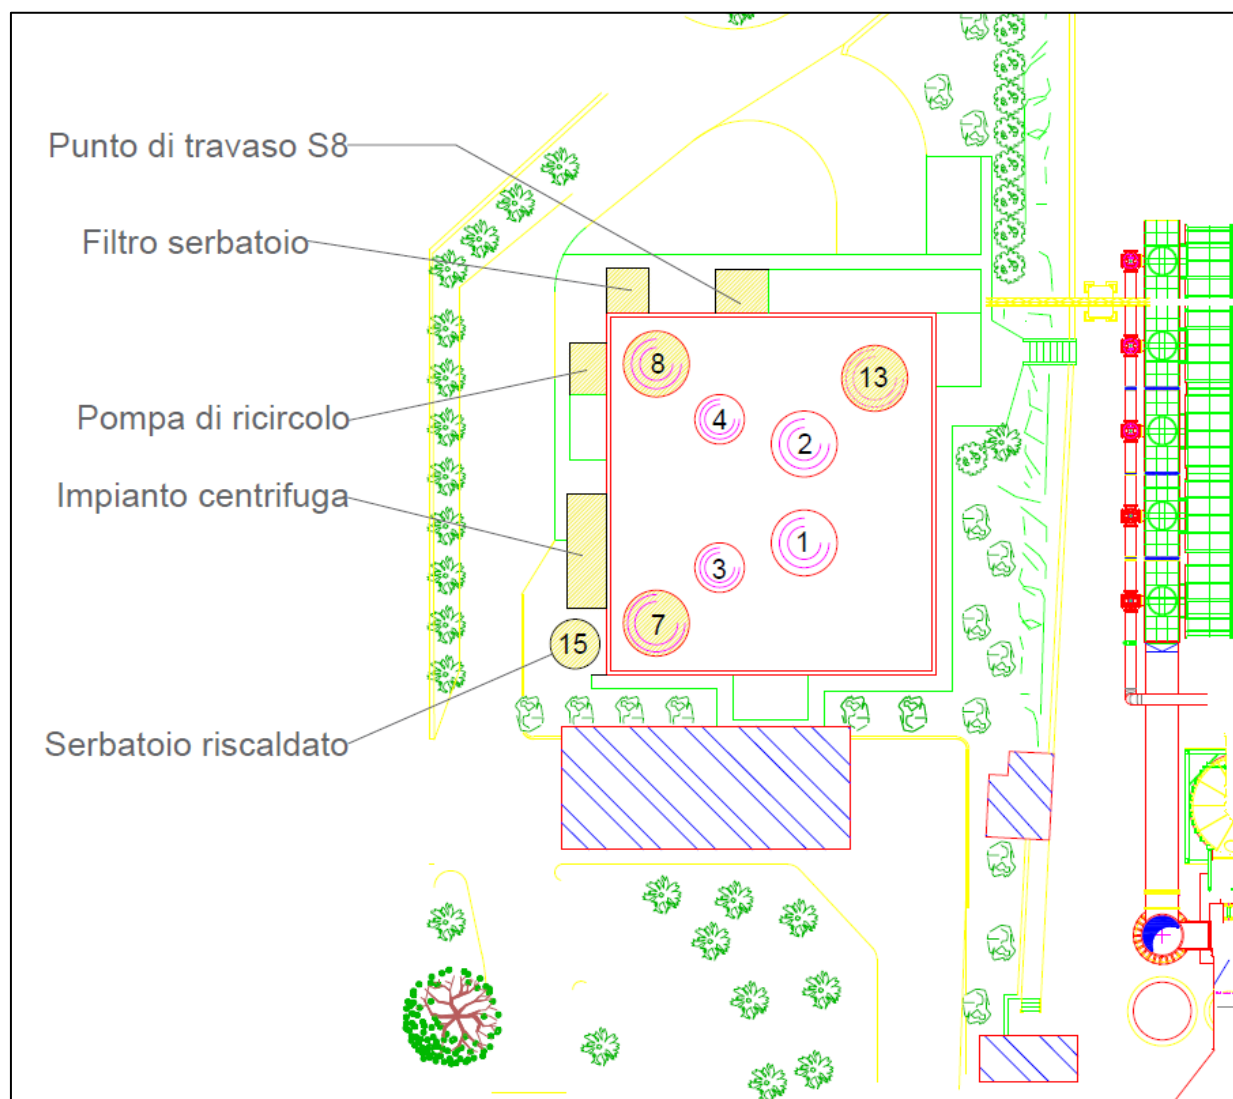 Punto di travaso S8
Filtro serbatoio
8
13
4
2
Pompa di ricircolo
Impianto centrifuga
1
3
7
15
Serbatoio riscaldato